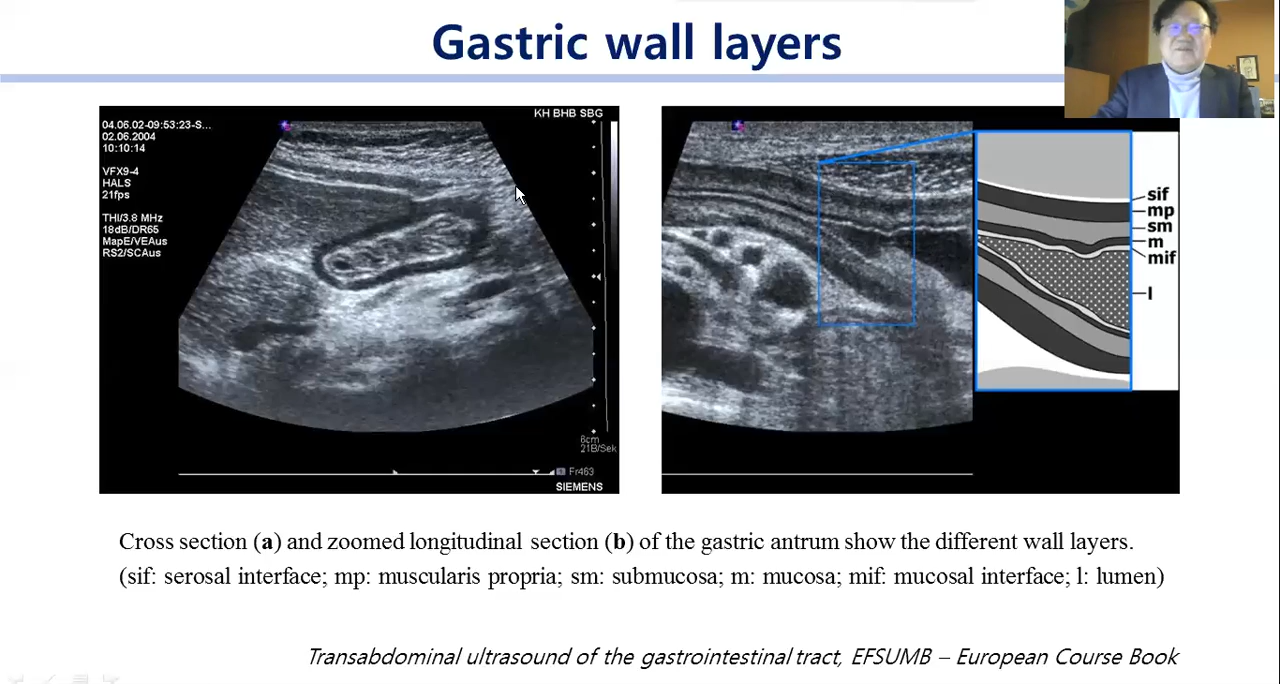 Gastric wall layers
04.06.02-09:53:23-S...
02.06.2004
10:10:14
VFX9-4
HALS
21fps
THI/3.8 MHz
18dB/DR65
MapE/VEAus
RS2/SCAus
KH BHB SBG
6cm
21B/Sek
Fr463
SIEMENS
sif
mp
sm
m
mif
l
Cross section (a) and zoomed longitudinal section (b) of the gastric antrum show the different wall layers.
(sif: serosal interface; mp: muscularis propria; sm: submucosa; m: mucosa; mif: mucosal interface; l: lumen)
Transabdominal ultrasound of the gastrointestinal tract, EFSUMB – European Course Book